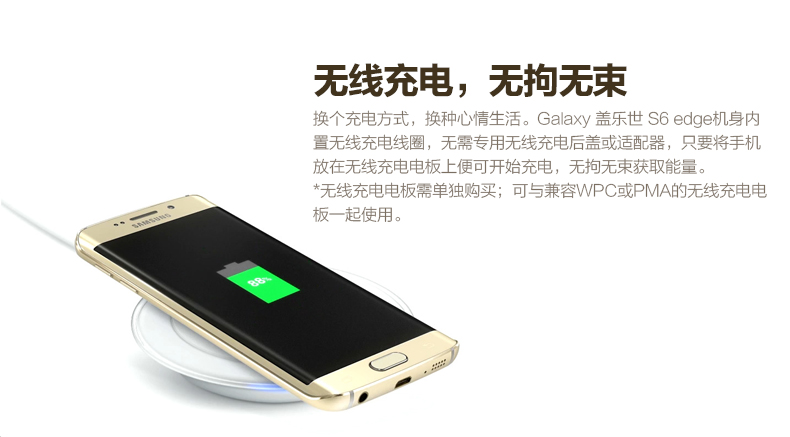 无线充电，无拘无束
换个充电方式，换种心情生活。Galaxy 盖乐世 S6 edge机身内
置无线充电线圈，无需专用无线充电后盖或适配器，只要将手机
放在无线充电电板上便可开始充电，无拘无束获取能量。
*无线充电电板需单独购买；可与兼容WPC或PMA的无线充电电
板一起使用。
SAMSUNG
88%